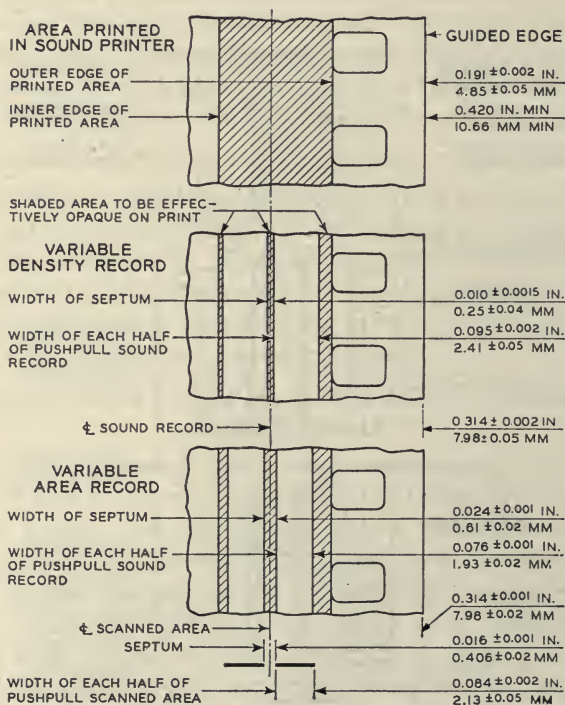 AREA PRINTED
IN SOUND PRINTER
GUIDED EDGE
OUTER EDGE OF
PRINTED AREA
0.191 ±0.002 IN.
4.85 ±0.05 MM
INNER EDGE OF
PRINTED AREA
0.420 IN. MIN
10.66 MM MIN
SHADED AREA TO BE EFFEC-
TIVELY OPAQUE ON PRINT
VARIABLE
DENSITY RECORD
WIDTH OF SEPTUM
0.010 ±0.0015 IN.
0.25 ±0.04 MM
WIDTH OF EACH HALF
OF PUSHPULL SOUND
RECORD
0.095 ±0.002 IN.
2.41 ±0.05 MM
℄ SOUND RECORD
0.314 ±0.002 IN
7.98 ±0.05 MM
VARIABLE
AREA RECORD
WIDTH OF SEPTUM
0.024 ±0.001 IN.
0.61 ±0.02 MM
WIDTH OF EACH HALF
OF PUSHPULL SOUND
RECORD
0.076 ±0.001 IN.
1.93 ±0.02 MM
0.314 ±0.001 IN.
7.98 ±0.02 MM
℄ SCANNED AREA
SEPTUM
0.016 ±0.001 IN.
0.406 ±0.02 MM
WIDTH OF EACH HALF OF
PUSHPULL SCANNED AREA
0.084 ±0.002 IN.
2.13 ±0.05 MM